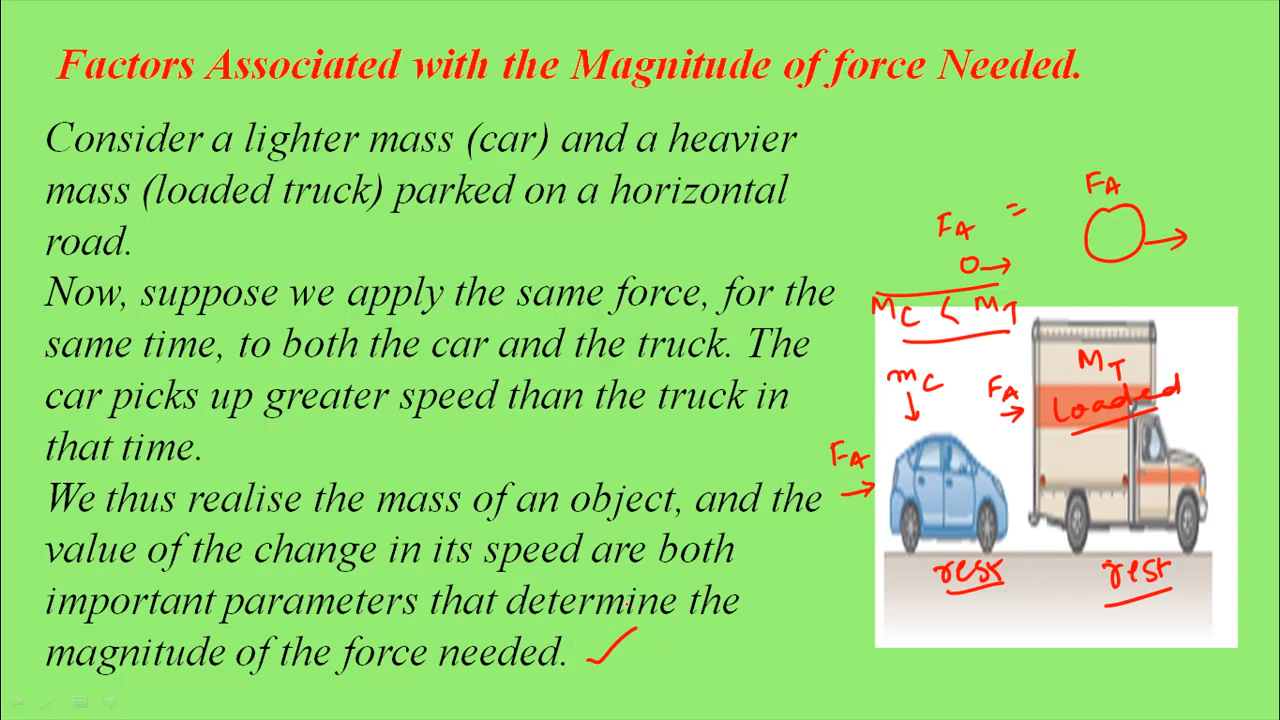 Factors Associated with the Magnitude of force Needed.
Consider a lighter mass (car) and a heavier
mass (loaded truck) parked on a horizontal
road.
Now, suppose we apply the same force, for the
same time, to both the car and the truck. The
car picks up greater speed than the truck in
that time.
We thus realise the mass of an object, and the
value of the change in its speed are both
important parameters that determine the
magnitude of the force needed.
FA = FA
MC < MT
mC
FA
FA
MT
Loaded
rest
rest